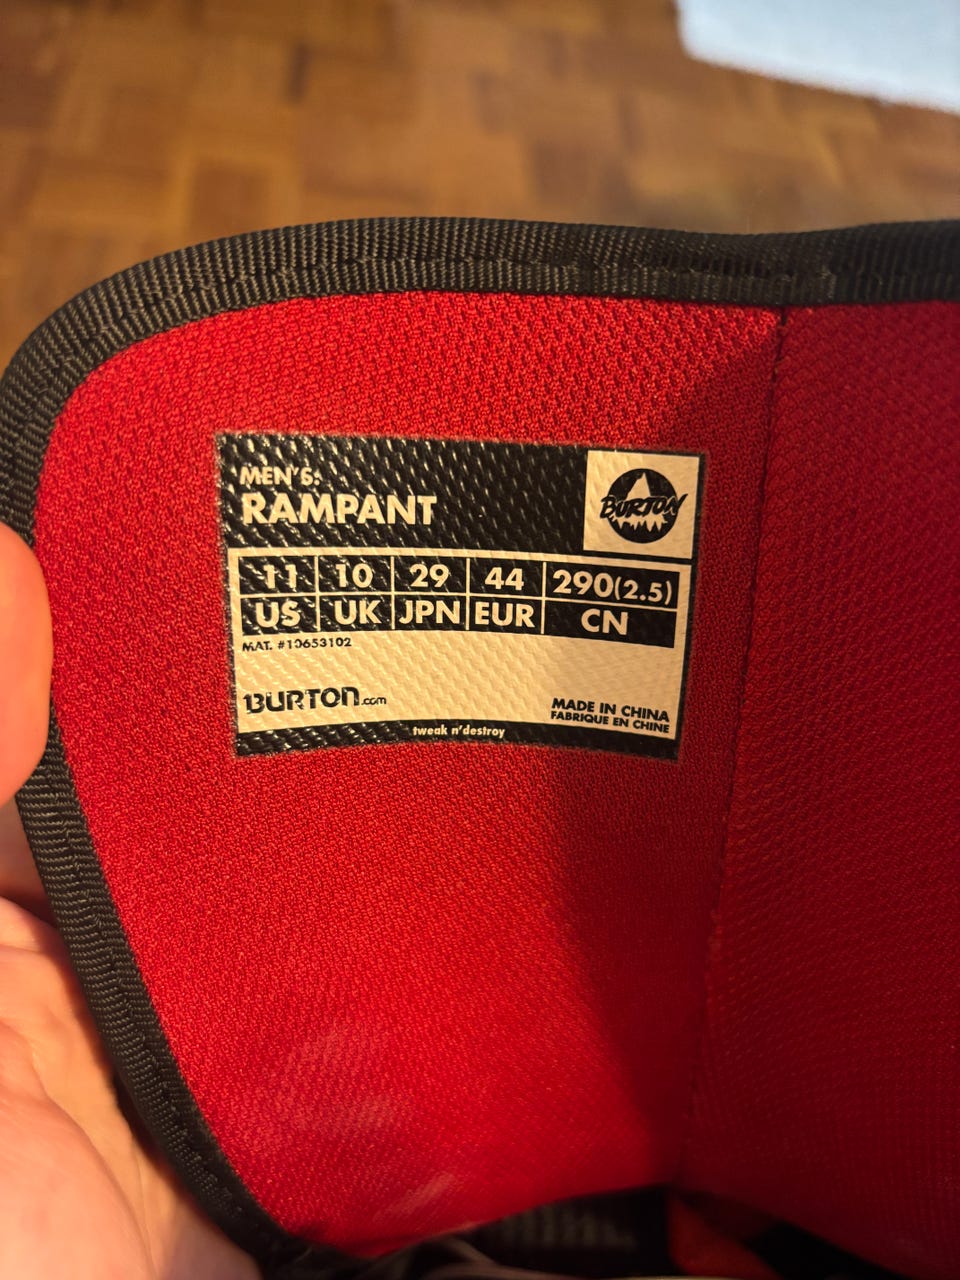 MEN'S:
RAMPANT
BURTON
11 10 29 44 290(2.5)
US UK JPN EUR CN
MAT. #10653102
BURTON.com
MADE IN CHINA
FABRIQUE EN CHINE
tweak n'destroy